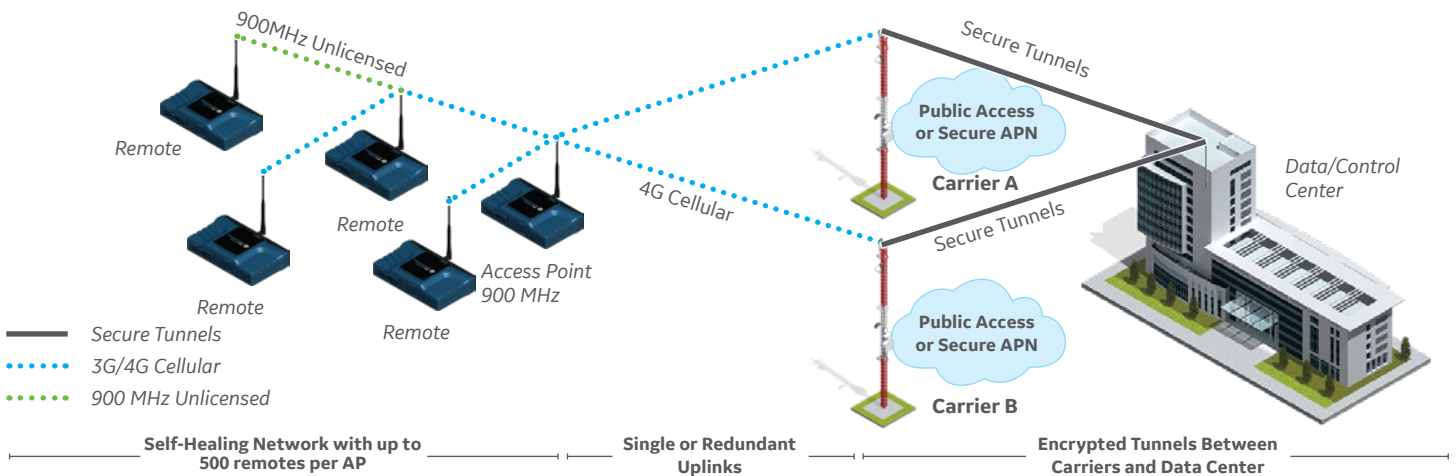 900MHz Unlicensed
Secure Tunnels
Public Access
or Secure APN
Remote
Data/Control
Center
Carrier A
4G Cellular
Remote
Secure Tunnels
Access Point
900 MHz
Remote
Remote
Public Access
or Secure APN
Secure Tunnels
3G/4G Cellular
900 MHz Unlicensed
Carrier B
Self-Healing Network with up to
500 remotes per AP
Single or Redundant
Uplinks
Encrypted Tunnels Between
Carriers and Data Center